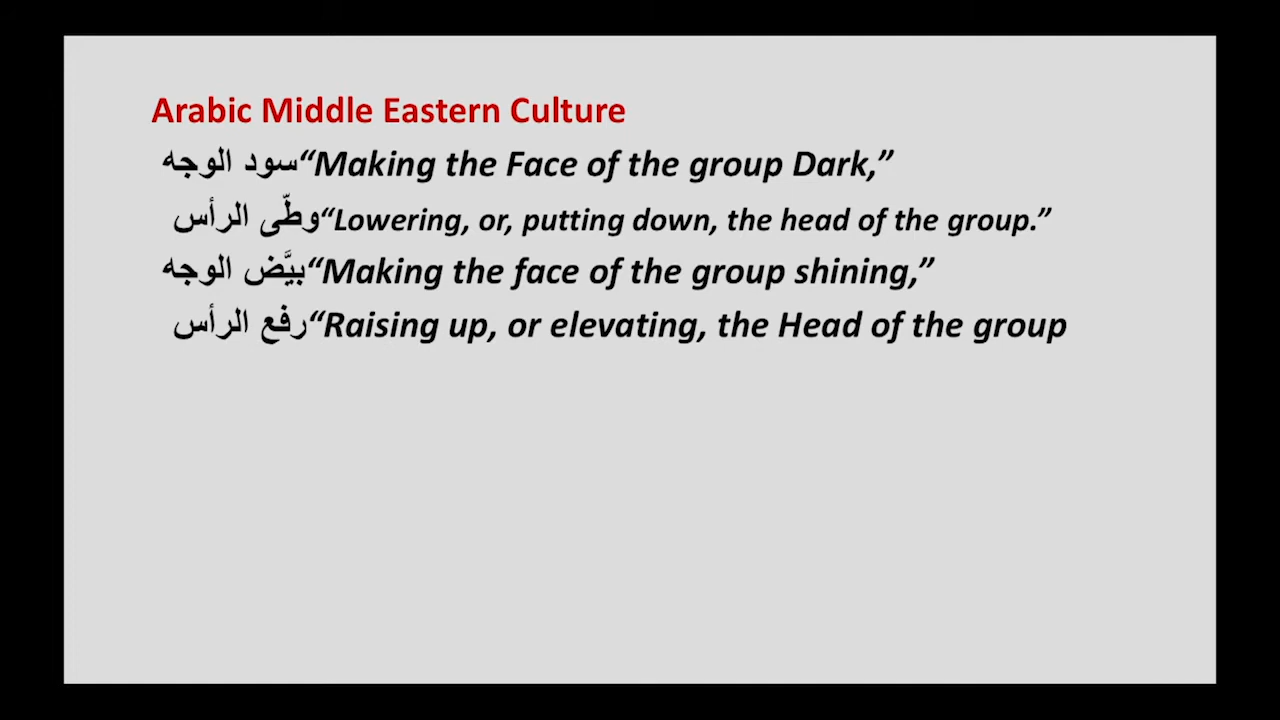 Arabic Middle Eastern Culture
سود الوجه “Making the Face of the group Dark,”
وطّى الرأس “Lowering, or, putting down, the head of the group.”
بيَّض الوجه “Making the face of the group shining,”
رفع الرأس “Raising up, or elevating, the Head of the group